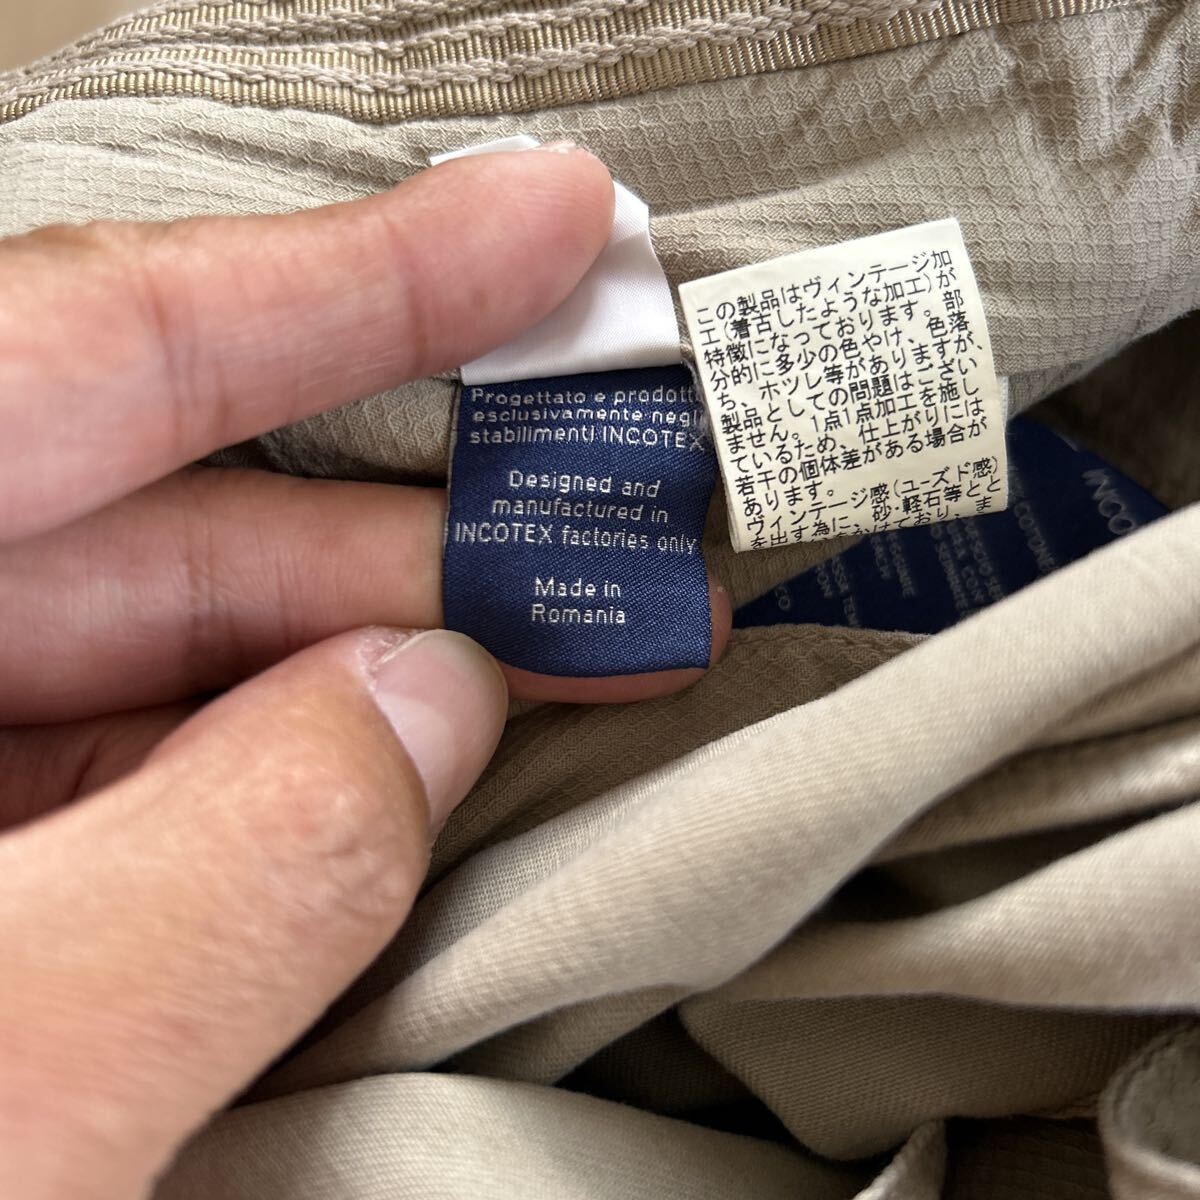 Progettato e prodott
esclusivamente negli
stabilimenti INCOTEX
Designed and
manufactured in
INCOTEX factories only
Made in
Romania
この製品はヴィンテージ加
工(着古したような加工)が
特徴になっております。部
分的に多少の色やけ、色落
ち、ホツレ等がありますが、
製品としての問題はござい
ません。1点1点加工を施し
ているため、仕上がりには
若干の個体差がある場合が
あります。
ヴィンテージ感(ユーズド感)
を出す為に、砂・軽石等とと
INCO